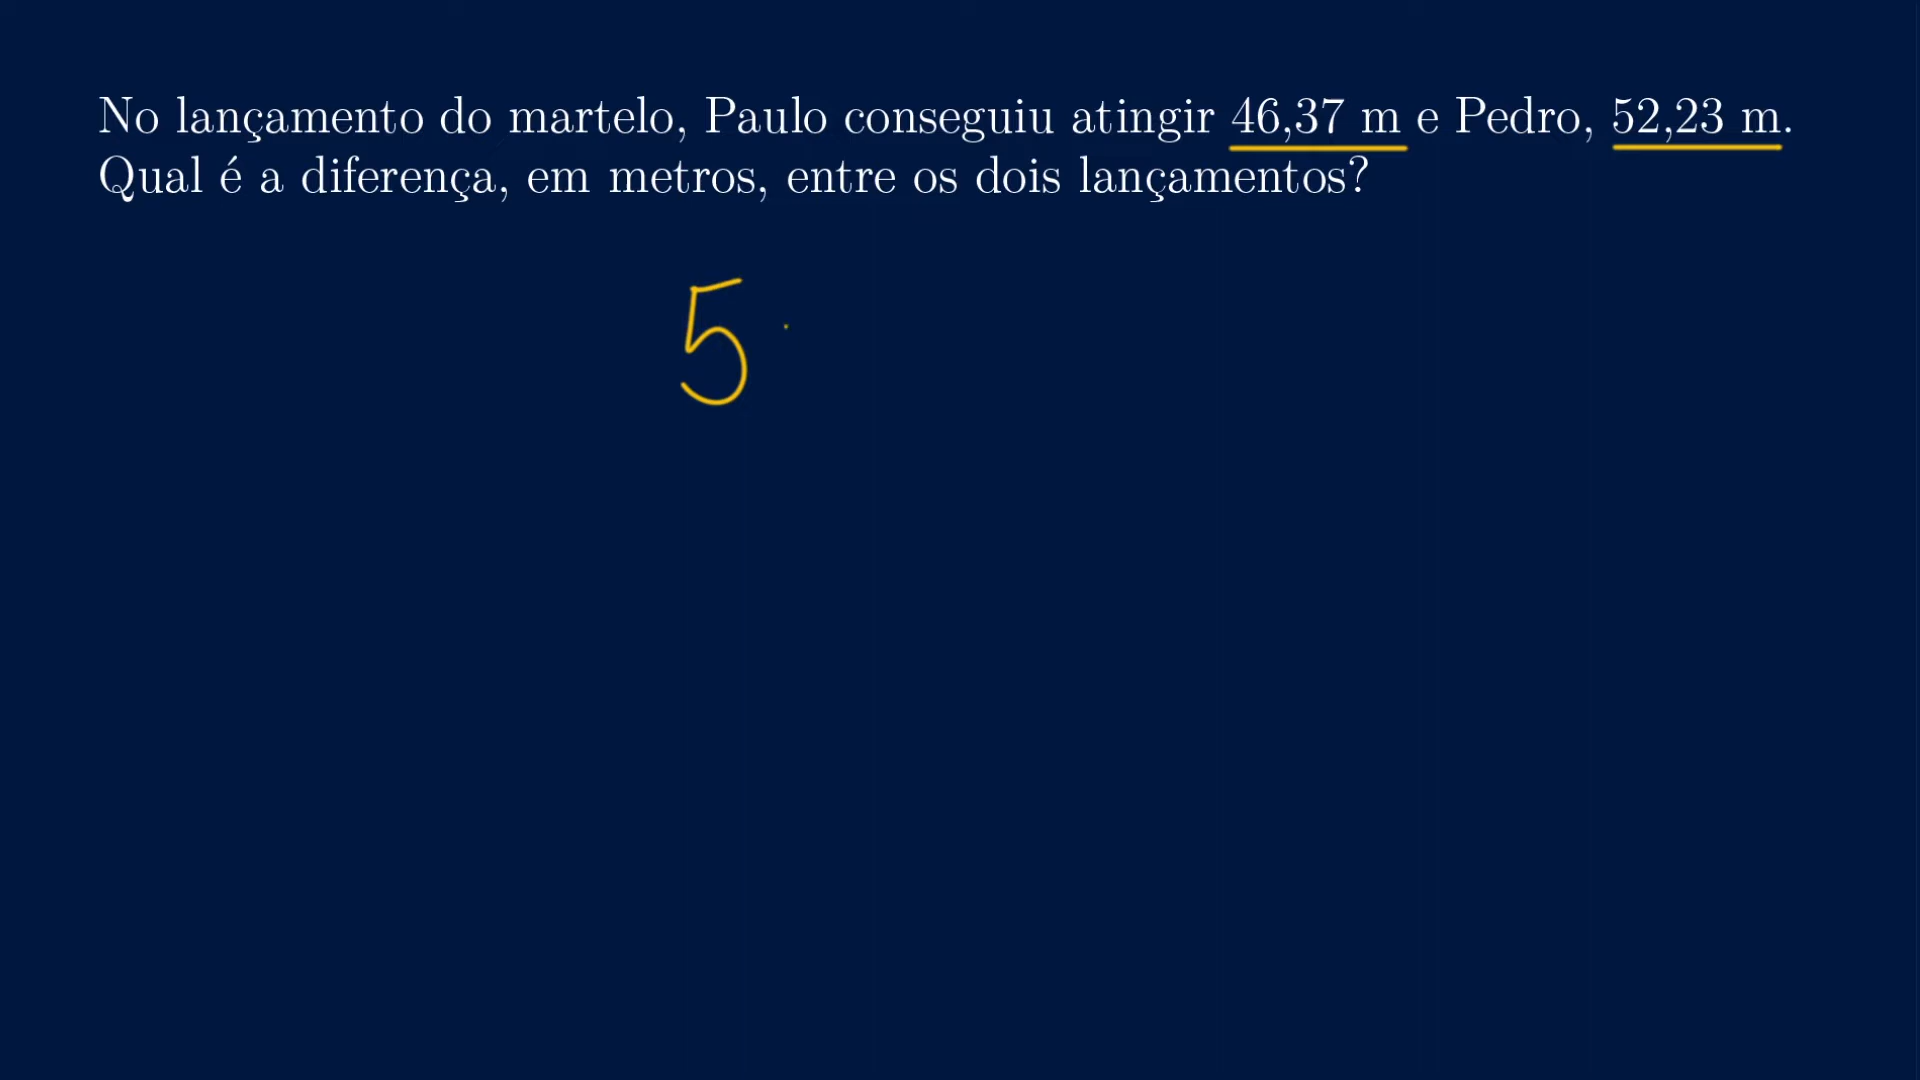 No lançamento do martelo, Paulo conseguiu atingir 46,37 m e Pedro, 52,23 m.
Qual é a diferença, em metros, entre os dois lançamentos?
5